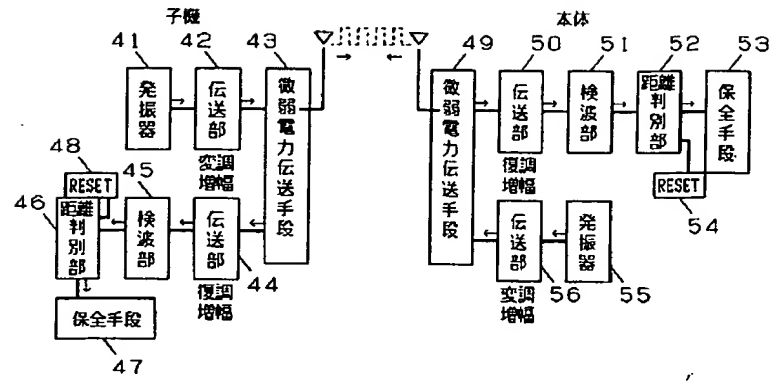 子機
本体
41
42
43
49
50
51
52
53
発振器
伝送部
変調
増幅
微弱電力伝送手段
微弱電力伝送手段
伝送部
復調
増幅
検波部
距離判別部
保全手段
RESET
54
48
RESET
46
距離判別部
45
検波部
伝送部
44
復調
増幅
保全手段
47
伝送部
56
変調
増幅
発振器
55